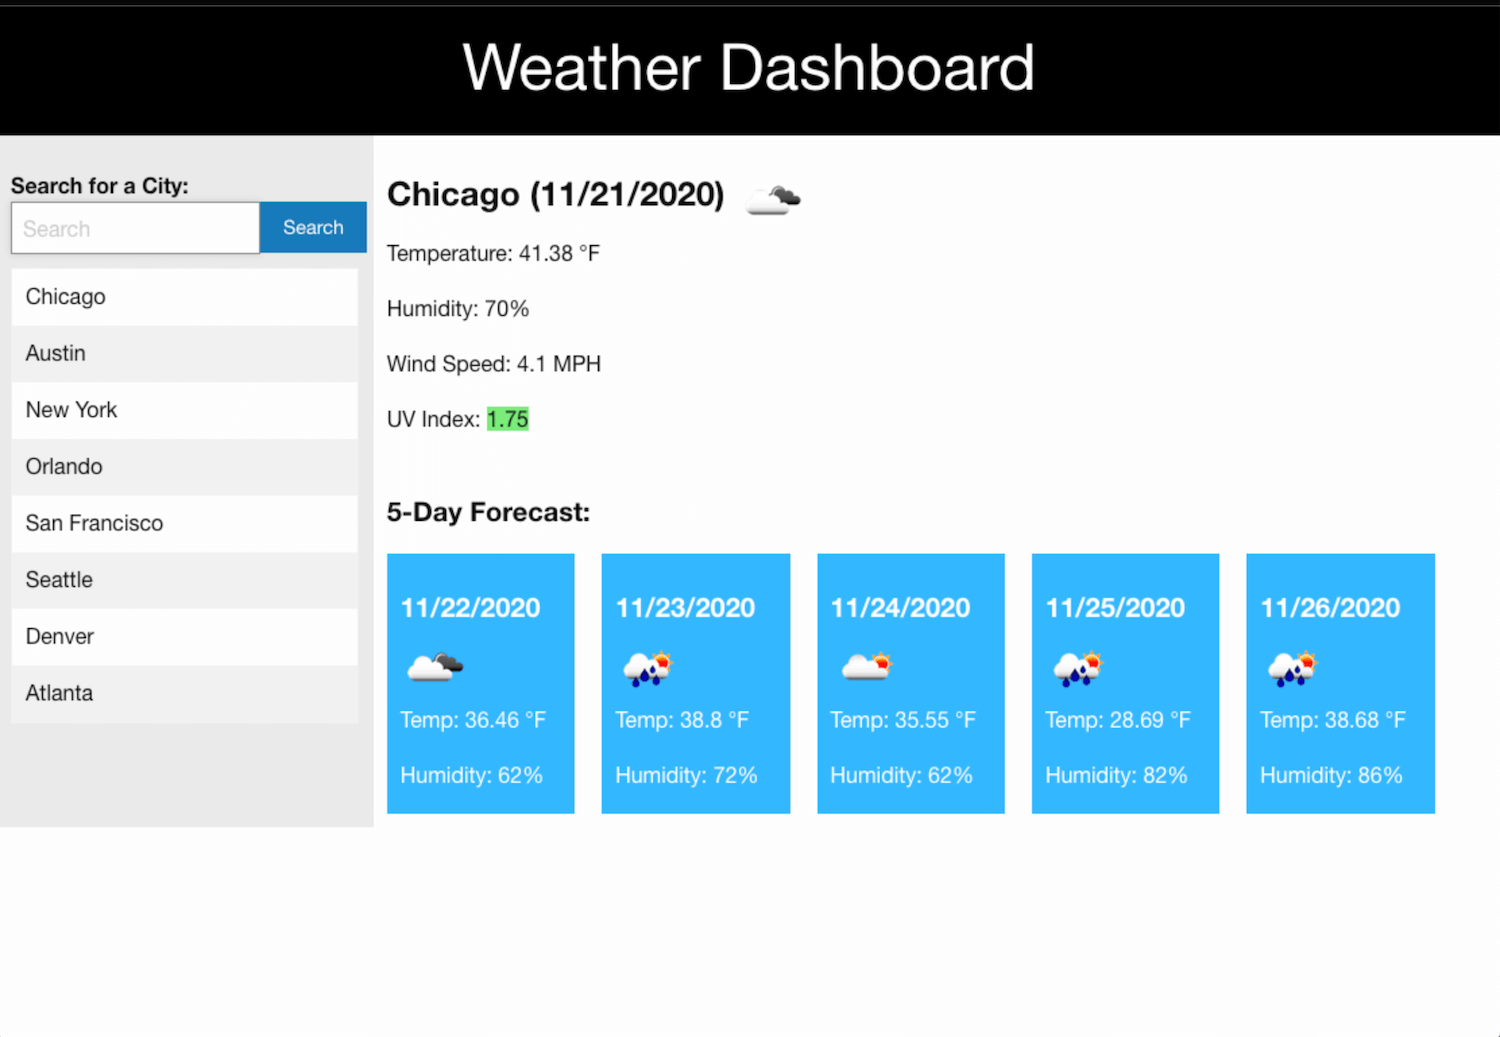 Weather Dashboard
Search for a City:
Search
Search
Chicago
Austin
New York
Orlando
San Francisco
Seattle
Denver
Atlanta
Chicago (11/21/2020)
Temperature: 41.38 °F
Humidity: 70%
Wind Speed: 4.1 MPH
UV Index: 1.75
5-Day Forecast:
11/22/2020
Temp: 36.46 °F
Humidity: 62%
11/23/2020
Temp: 38.8 °F
Humidity: 72%
11/24/2020
Temp: 35.55 °F
Humidity: 62%
11/25/2020
Temp: 28.69 °F
Humidity: 82%
11/26/2020
Temp: 38.68 °F
Humidity: 86%